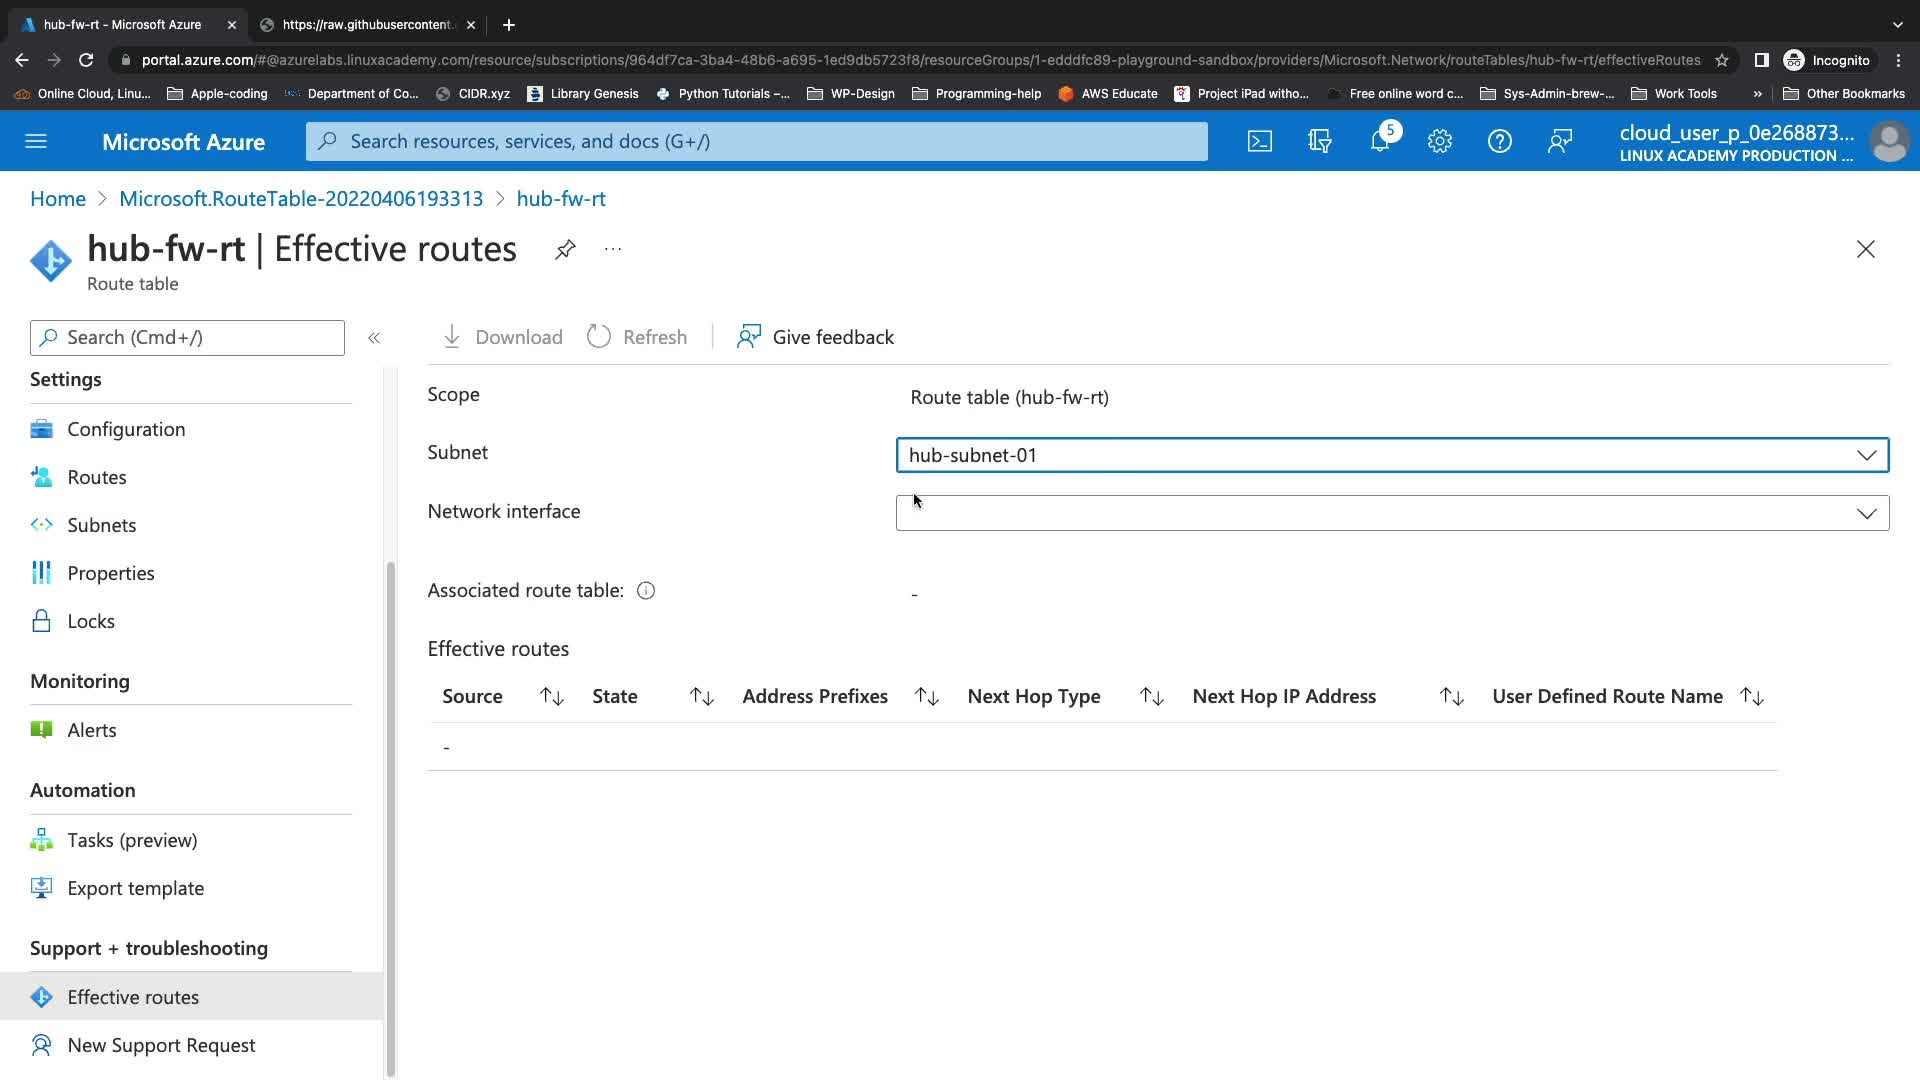 hub-fw-rt - Microsoft Azure
https://raw.githubusercontent.
portal.azure.com/#@azurelabs.linuxacademy.com/resource/subscriptions/964df7ca-3ba4-48b6-a695-1ed9db5723f8/resourceGroups/1-edddfc89-playground-sandbox/providers/Microsoft.Network/routeTables/hub-fw-rt/effectiveRoutes
Incognito
Online Cloud, Linu...
Apple-coding
Department of Co...
CIDR.xyz
Library Genesis
Python Tutorials –...
WP-Design
Programming-help
AWS Educate
Project iPad witho...
Free online word c...
Sys-Admin-brew-...
Work Tools
»
Other Bookmarks
Microsoft Azure
Search resources, services, and docs (G+/)
5
cloud_user_p_0e268873...
LINUX ACADEMY PRODUCTION ...
Home > Microsoft.RouteTable-20220406193313 > hub-fw-rt
hub-fw-rt | Effective routes ...
Route table
Search (Cmd+/)
«
Download
Refresh
Give feedback
Settings
Configuration
Routes
Subnets
Properties
Locks
Monitoring
Alerts
Automation
Tasks (preview)
Export template
Support + troubleshooting
Effective routes
New Support Request
Scope
Route table (hub-fw-rt)
Subnet
hub-subnet-01
Network interface
Associated route table:
-
Effective routes
Source
State
Address Prefixes
Next Hop Type
Next Hop IP Address
User Defined Route Name
-